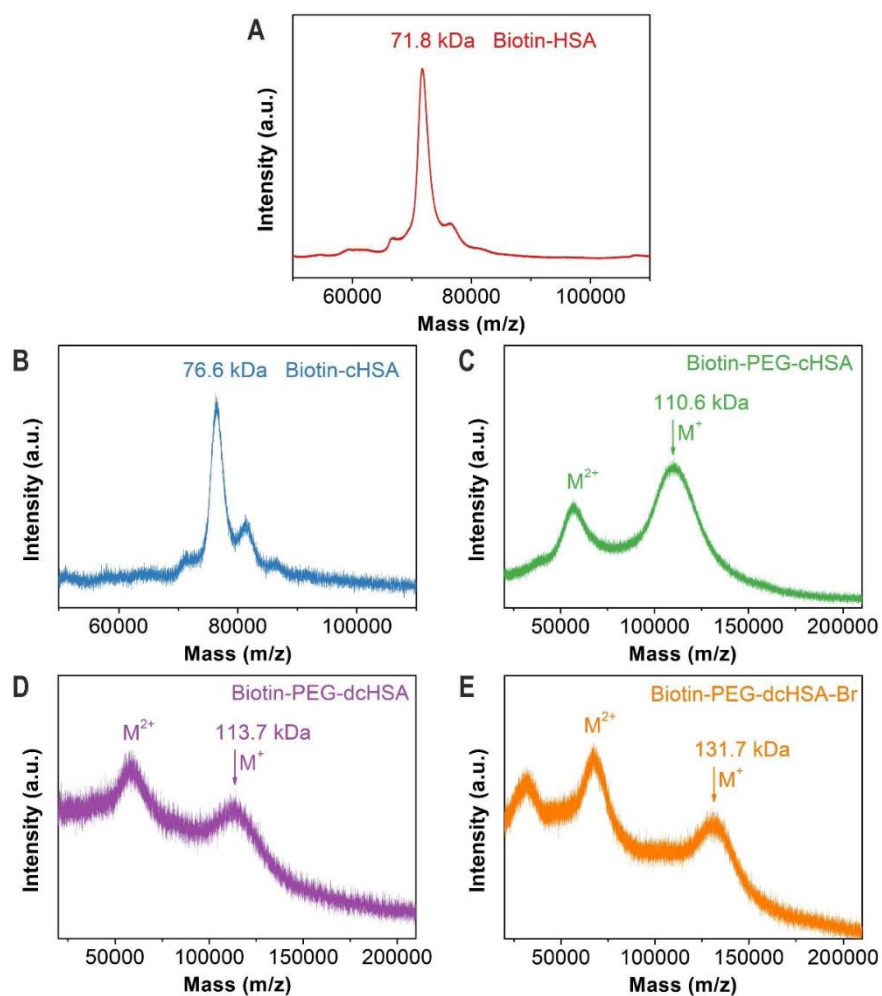 A
71.8 kDa Biotin-HSA
Intensity (a.u.)
60000 80000 100000
Mass (m/z)
B
76.6 kDa Biotin-cHSA
Intensity (a.u.)
60000 80000 100000
Mass (m/z)
C
Biotin-PEG-cHSA
110.6 kDa
M⁺
M²⁺
Intensity (a.u.)
50000 100000 150000 200000
Mass (m/z)
D
Biotin-PEG-dcHSA
M²⁺
113.7 kDa
M⁺
Intensity (a.u.)
50000 100000 150000 200000
Mass (m/z)
E
Biotin-PEG-dcHSA-Br
M²⁺
131.7 kDa
M⁺
Intensity (a.u.)
50000 100000 150000 200000
Mass (m/z)